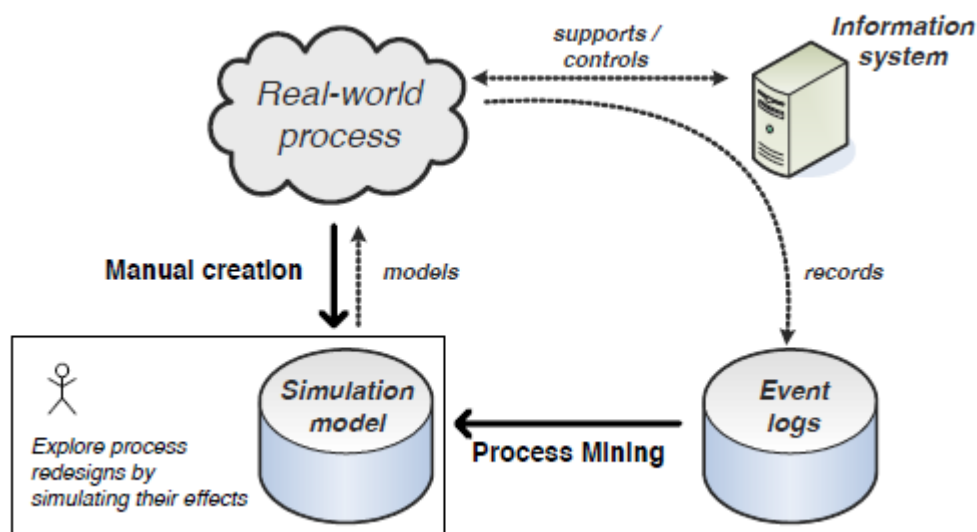 supports /
controls
Information
system
Real-world
process
Manual creation
models
records
Simulation
model
Event
logs
Explore process
redesigns by
simulating their effects
Process Mining